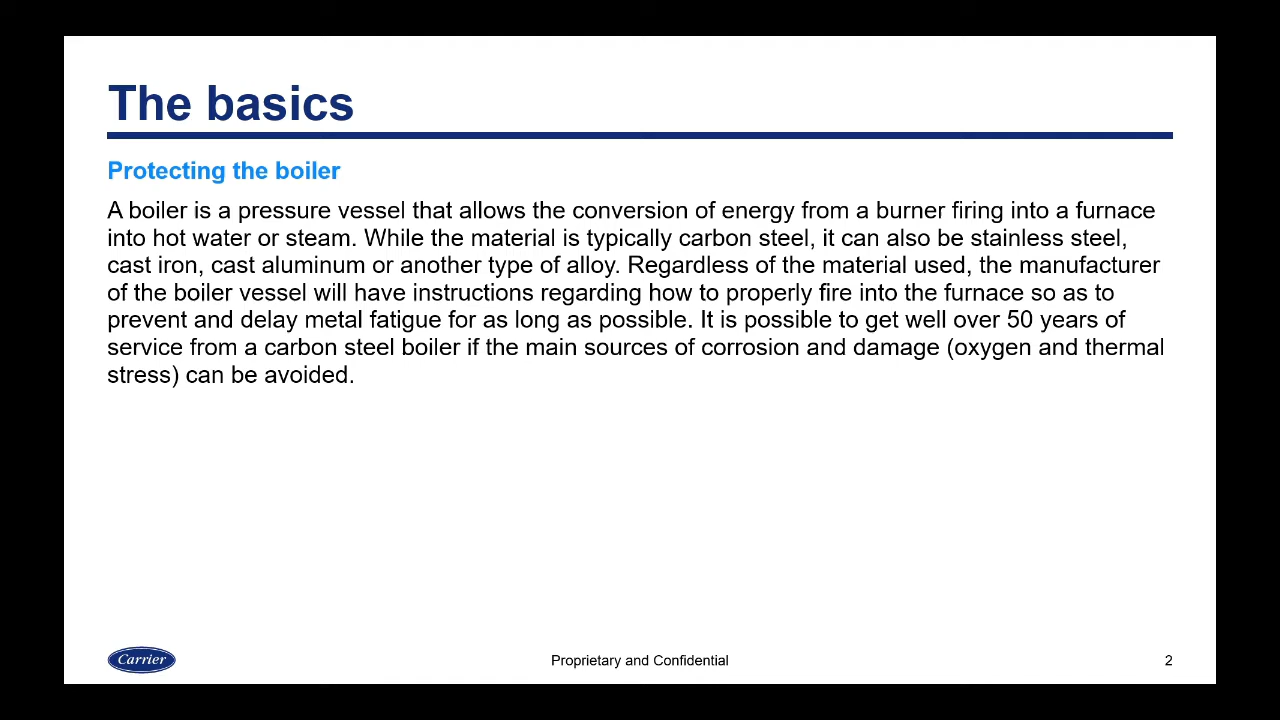 The basics
Protecting the boiler
A boiler is a pressure vessel that allows the conversion of energy from a burner firing into a furnace
into hot water or steam. While the material is typically carbon steel, it can also be stainless steel,
cast iron, cast aluminum or another type of alloy. Regardless of the material used, the manufacturer
of the boiler vessel will have instructions regarding how to properly fire into the furnace so as to
prevent and delay metal fatigue for as long as possible. It is possible to get well over 50 years of
service from a carbon steel boiler if the main sources of corrosion and damage (oxygen and thermal
stress) can be avoided.
Carrier
Proprietary and Confidential
2